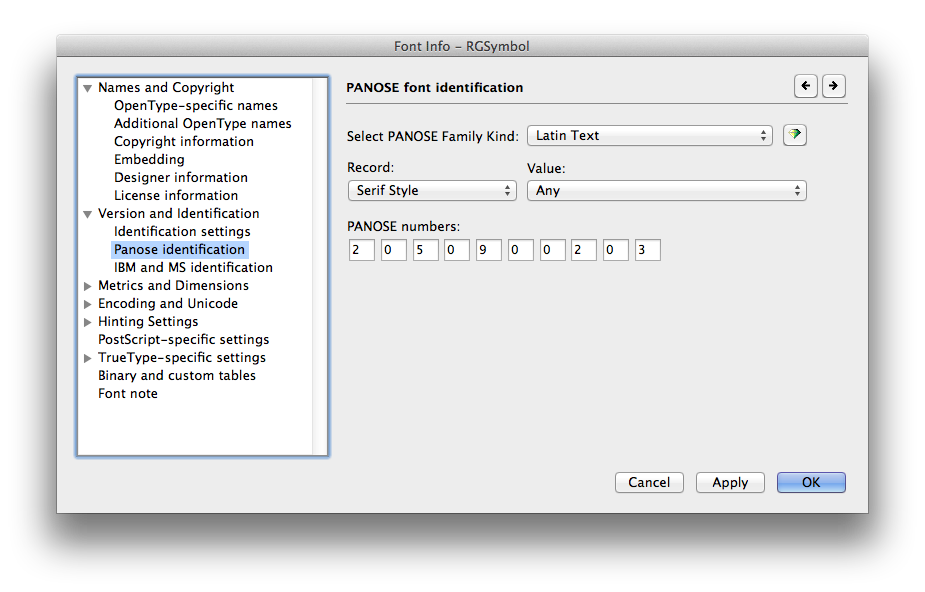 Font Info – RGSymbol
Names and Copyright
OpenType-specific names
Additional OpenType names
Copyright information
Embedding
Designer information
License information
Version and Identification
Identification settings
Panose identification
IBM and MS identification
Metrics and Dimensions
Encoding and Unicode
Hinting Settings
PostScript-specific settings
TrueType-specific settings
Binary and custom tables
Font note
PANOSE font identification
Select PANOSE Family Kind: Latin Text
Record: Value:
Serif Style Any
PANOSE numbers:
2 0 5 0 9 0 0 2 0 3
Cancel Apply OK